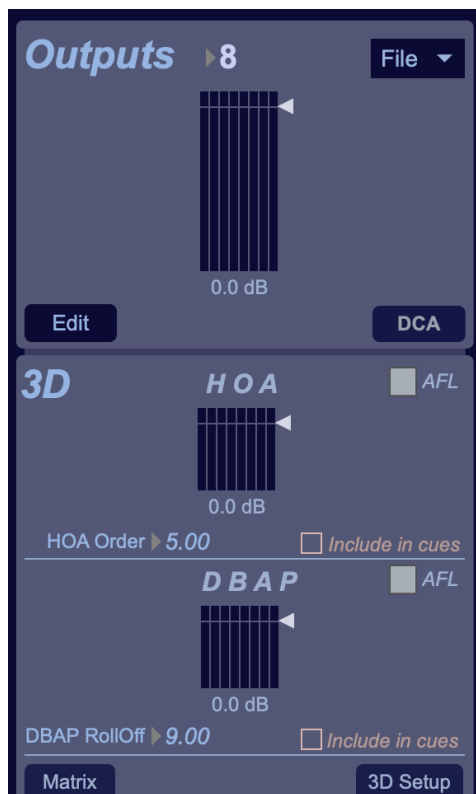 Outputs 8 File
0.0 dB
Edit DCA
3D HOA AFL
0.0 dB
HOA Order 5.00 Include in cues
DBAP AFL
0.0 dB
DBAP RollOff 9.00 Include in cues
Matrix 3D Setup